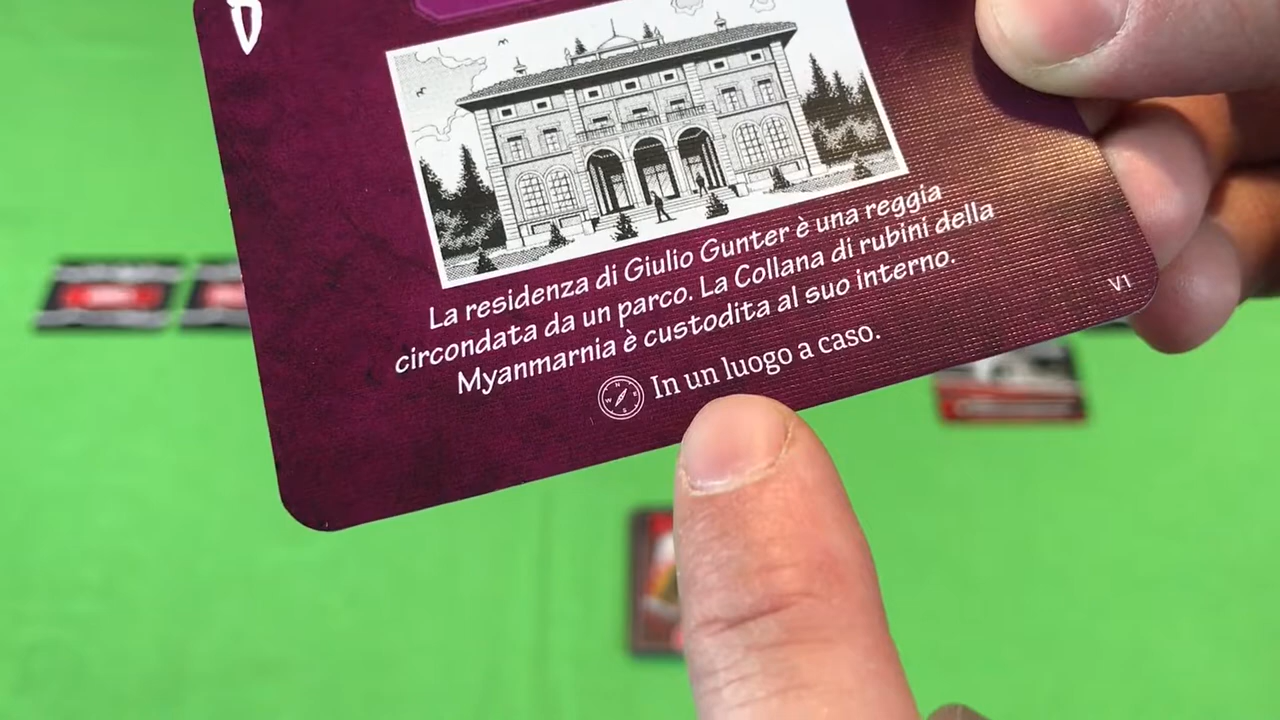 La residenza di Giulio Gunter è una reggia
circondata da un parco. La Collana di rubini della
Myanmarnia è custodita al suo interno.
In un luogo a caso.
V1